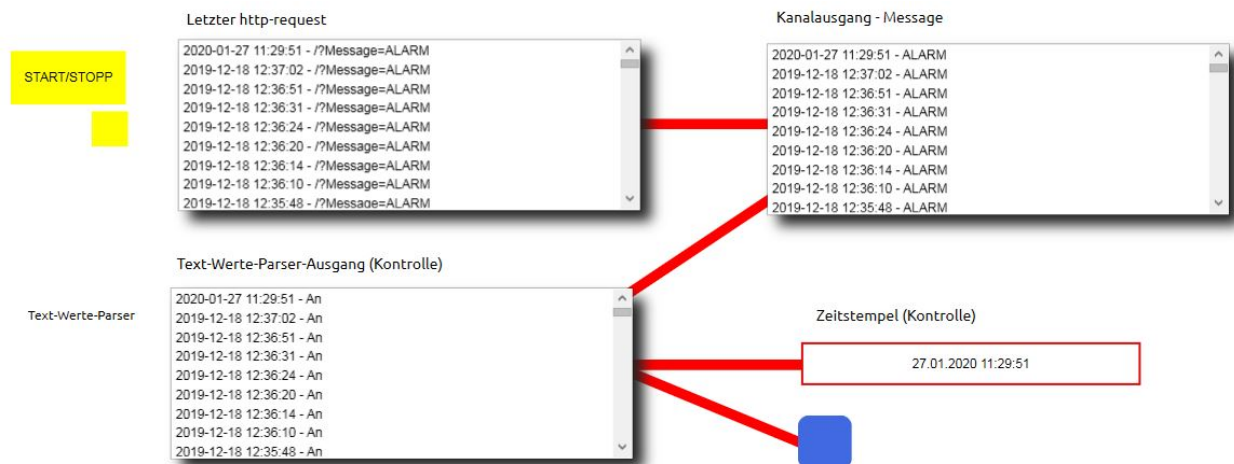 Letzter http-request
Kanalausgang - Message
START/STOPP
2020-01-27 11:29:51 - /?Message=ALARM
2019-12-18 12:37:02 - /?Message=ALARM
2019-12-18 12:36:51 - /?Message=ALARM
2019-12-18 12:36:31 - /?Message=ALARM
2019-12-18 12:36:24 - /?Message=ALARM
2019-12-18 12:36:20 - /?Message=ALARM
2019-12-18 12:36:14 - /?Message=ALARM
2019-12-18 12:36:10 - /?Message=ALARM
2019-12-18 12:35:48 - /?Message=ALARM
2020-01-27 11:29:51 - ALARM
2019-12-18 12:37:02 - ALARM
2019-12-18 12:36:51 - ALARM
2019-12-18 12:36:31 - ALARM
2019-12-18 12:36:24 - ALARM
2019-12-18 12:36:20 - ALARM
2019-12-18 12:36:14 - ALARM
2019-12-18 12:36:10 - ALARM
2019-12-18 12:35:48 - ALARM
Text-Werte-Parser-Ausgang (Kontrolle)
Text-Werte-Parser
2020-01-27 11:29:51 - An
2019-12-18 12:37:02 - An
2019-12-18 12:36:51 - An
2019-12-18 12:36:31 - An
2019-12-18 12:36:24 - An
2019-12-18 12:36:20 - An
2019-12-18 12:36:14 - An
2019-12-18 12:36:10 - An
2019-12-18 12:35:48 - An
Zeitstempel (Kontrolle)
27.01.2020 11:29:51